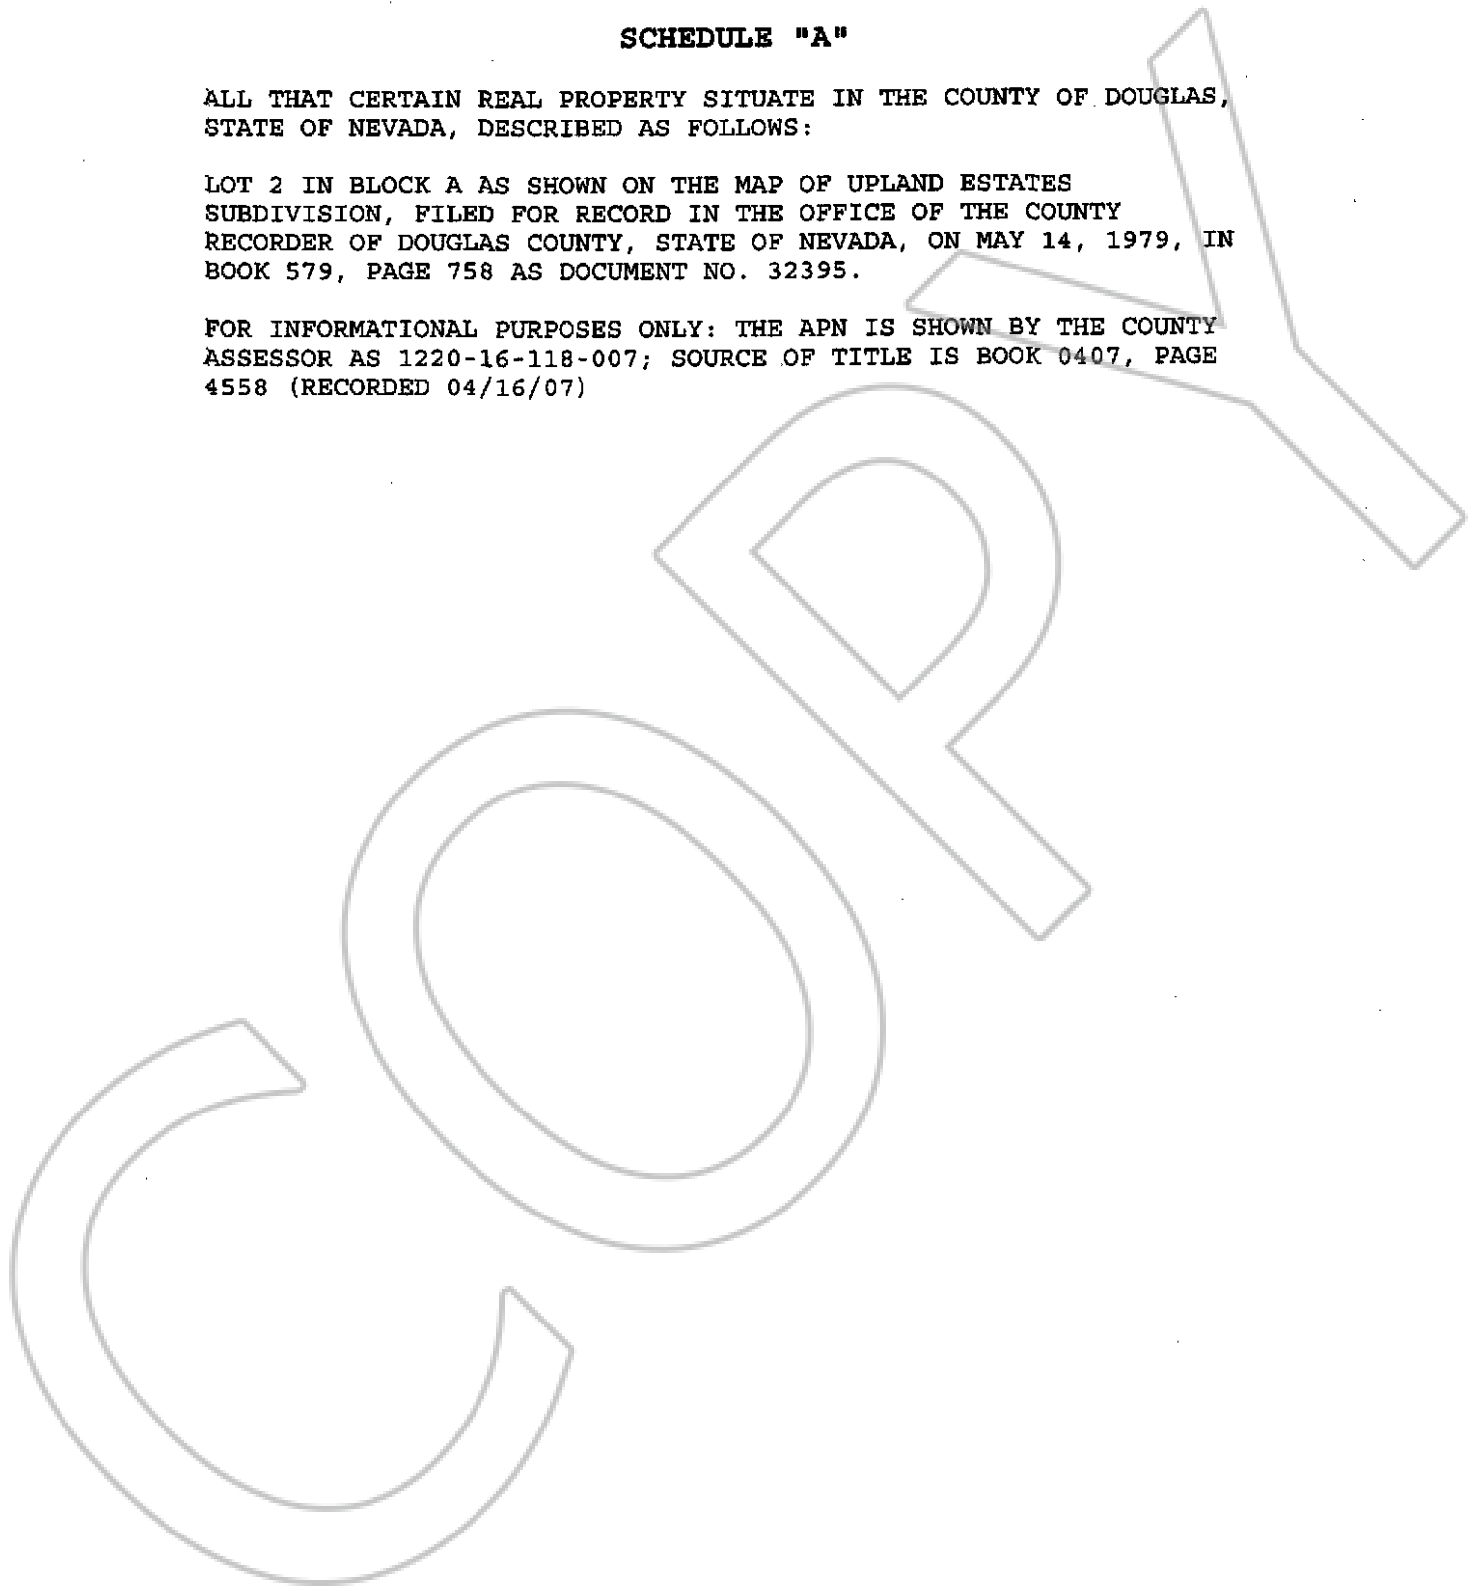 SCHEDULE "A"
ALL THAT CERTAIN REAL PROPERTY SITUATE IN THE COUNTY OF DOUGLAS,
STATE OF NEVADA, DESCRIBED AS FOLLOWS:
LOT 2 IN BLOCK A AS SHOWN ON THE MAP OF UPLAND ESTATES
SUBDIVISION, FILED FOR RECORD IN THE OFFICE OF THE COUNTY
RECORDER OF DOUGLAS COUNTY, STATE OF NEVADA, ON MAY 14, 1979, IN
BOOK 579, PAGE 758 AS DOCUMENT NO. 32395.
FOR INFORMATIONAL PURPOSES ONLY: THE APN IS SHOWN BY THE COUNTY
ASSESSOR AS 1220-16-118-007; SOURCE OF TITLE IS BOOK 0407, PAGE
4558 (RECORDED 04/16/07)
COPY